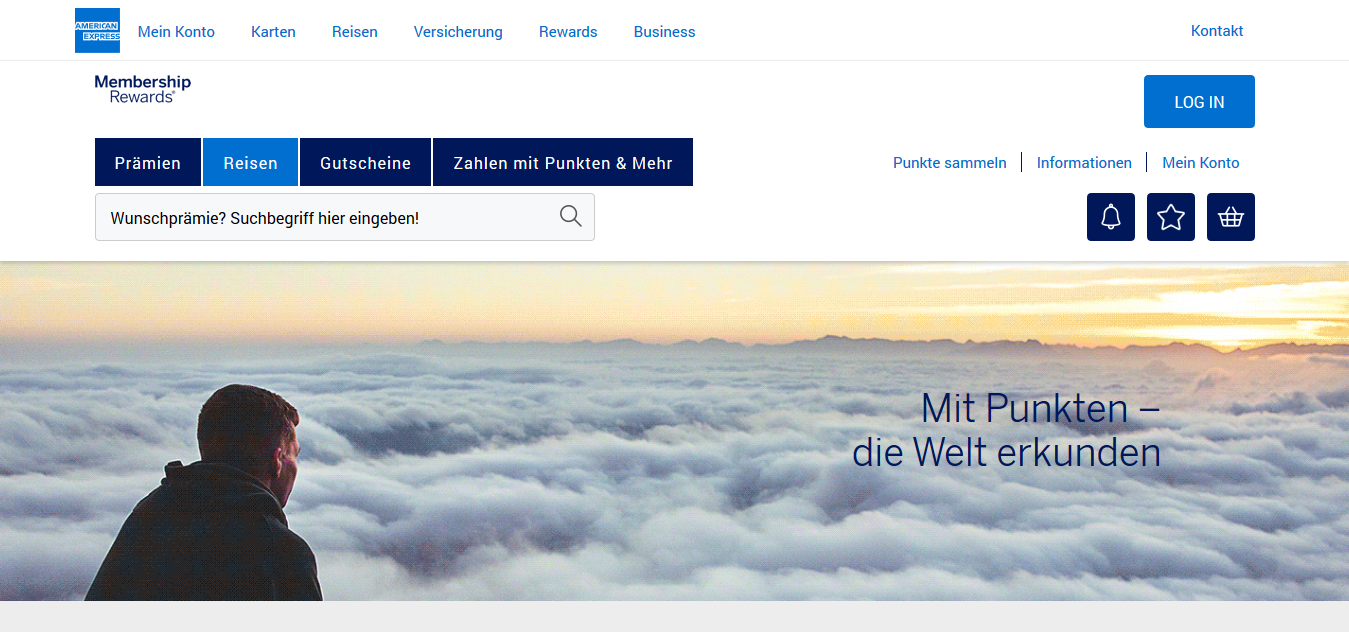 AMERICAN
EXPRESS
Mein Konto Karten Reisen Versicherung Rewards Business Kontakt
Membership
Rewards®
LOG IN
Prämien Reisen Gutscheine Zahlen mit Punkten & Mehr Punkte sammeln Informationen Mein Konto
Wunschprämie? Suchbegriff hier eingeben!
Mit Punkten –
die Welt erkunden